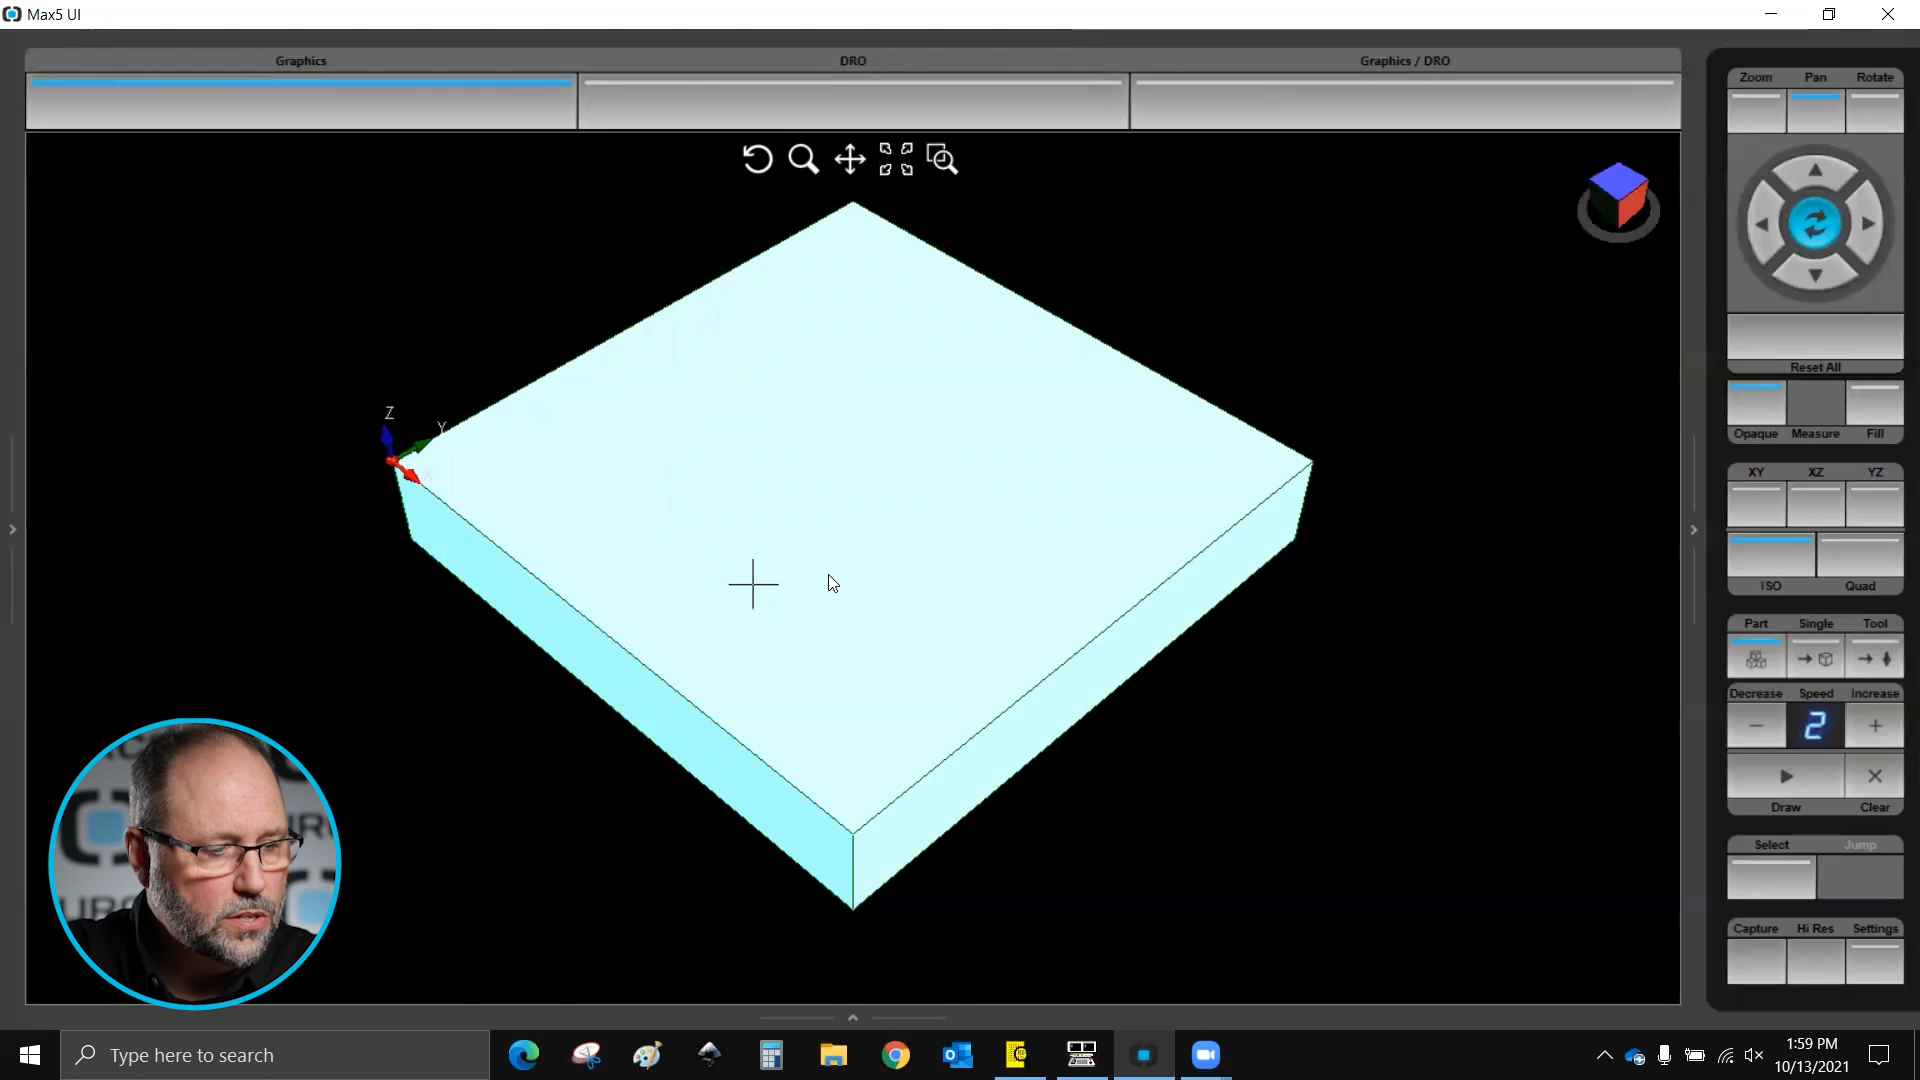 Max5 UI
Graphics
DRO
Graphics / DRO
Zoom Pan Rotate
Reset All
Opaque Measure Fill
XY XZ YZ
ISO Quad
Part Single Tool
Decrease Speed Increase
2
Draw Clear
Select Jump
Capture Hi Res Settings
Z
Y
X
URO
Type here to search
1:59 PM
10/13/2021